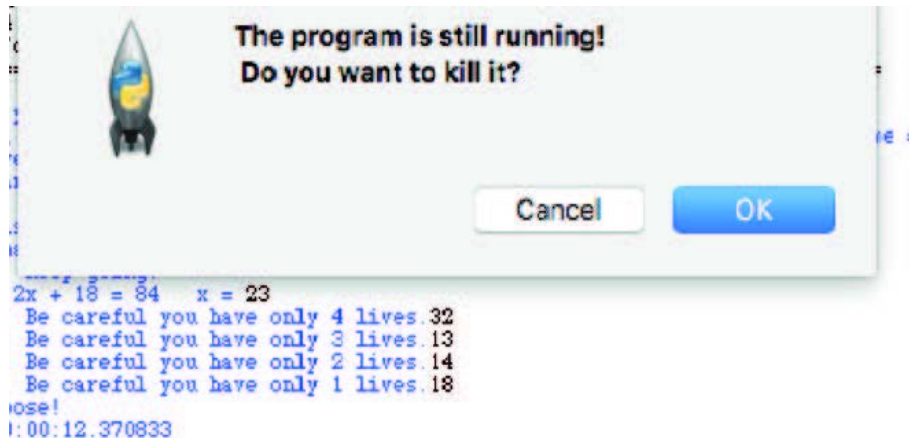 The program is still running!
Do you want to kill it?
Cancel
OK
2x + 18 = 84 x = 23
Be careful you have only 4 lives.32
Be careful you have only 3 lives.13
Be careful you have only 2 lives.14
Be careful you have only 1 lives.18
ose!
:00:12.370833